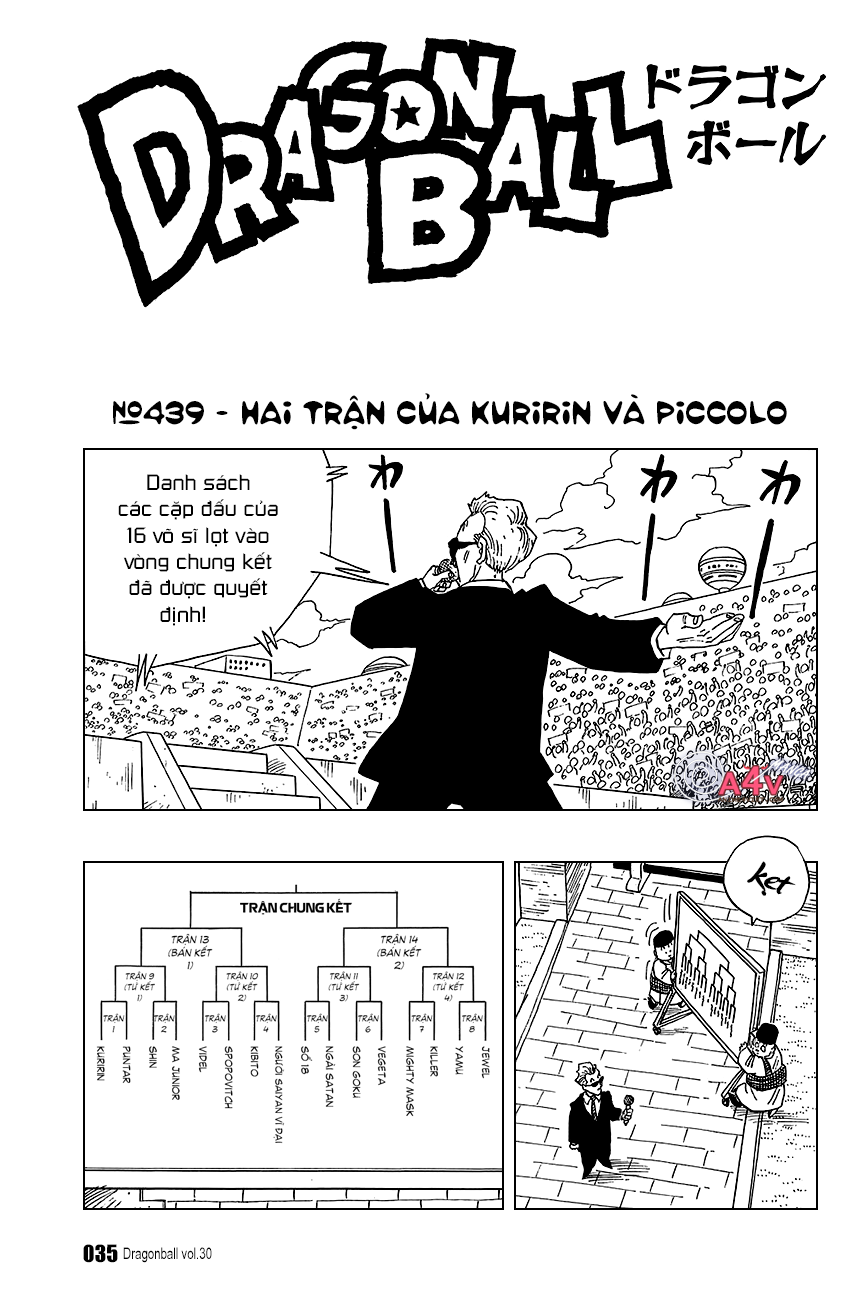 DRAGON BALL
ドラゴン
ボール
No439 - HAI TRẬN CỦA KURIRIN VÀ PICCOLO
Danh sách
các cặp đấu của
16 võ sĩ lọt vào
vòng chung kết
đã được quyết
định!
わ
わ
わ
A4V
TRẬN CHUNG KẾT
TRẬN 13
(BÁN KẾT
1)
TRẬN 14
(BÁN KẾT
2)
TRẬN 9
(TỨ KẾT
1)
TRẬN 10
(TỨ KẾT
2)
TRẬN 11
(TỨ KẾT
3)
TRẬN 12
(TỨ KẾT
4)
TRẬN
1
TRẬN
2
TRẬN
3
TRẬN
4
TRẬN
5
TRẬN
6
TRẬN
7
TRẬN
8
KURIRIN
PUNTAR
SHIN
MA JUNIOR
VIDEL
SPOPOVITCH
KIBITO
NGƯỜI SAIYAN VĨ ĐẠI
SỐ 18
NGÀI SATAN
SON GOKU
VEGETA
MIGHTY MASK
KILLER
YAMU
JEWEL
kẹt
035 Dragonball vol.30